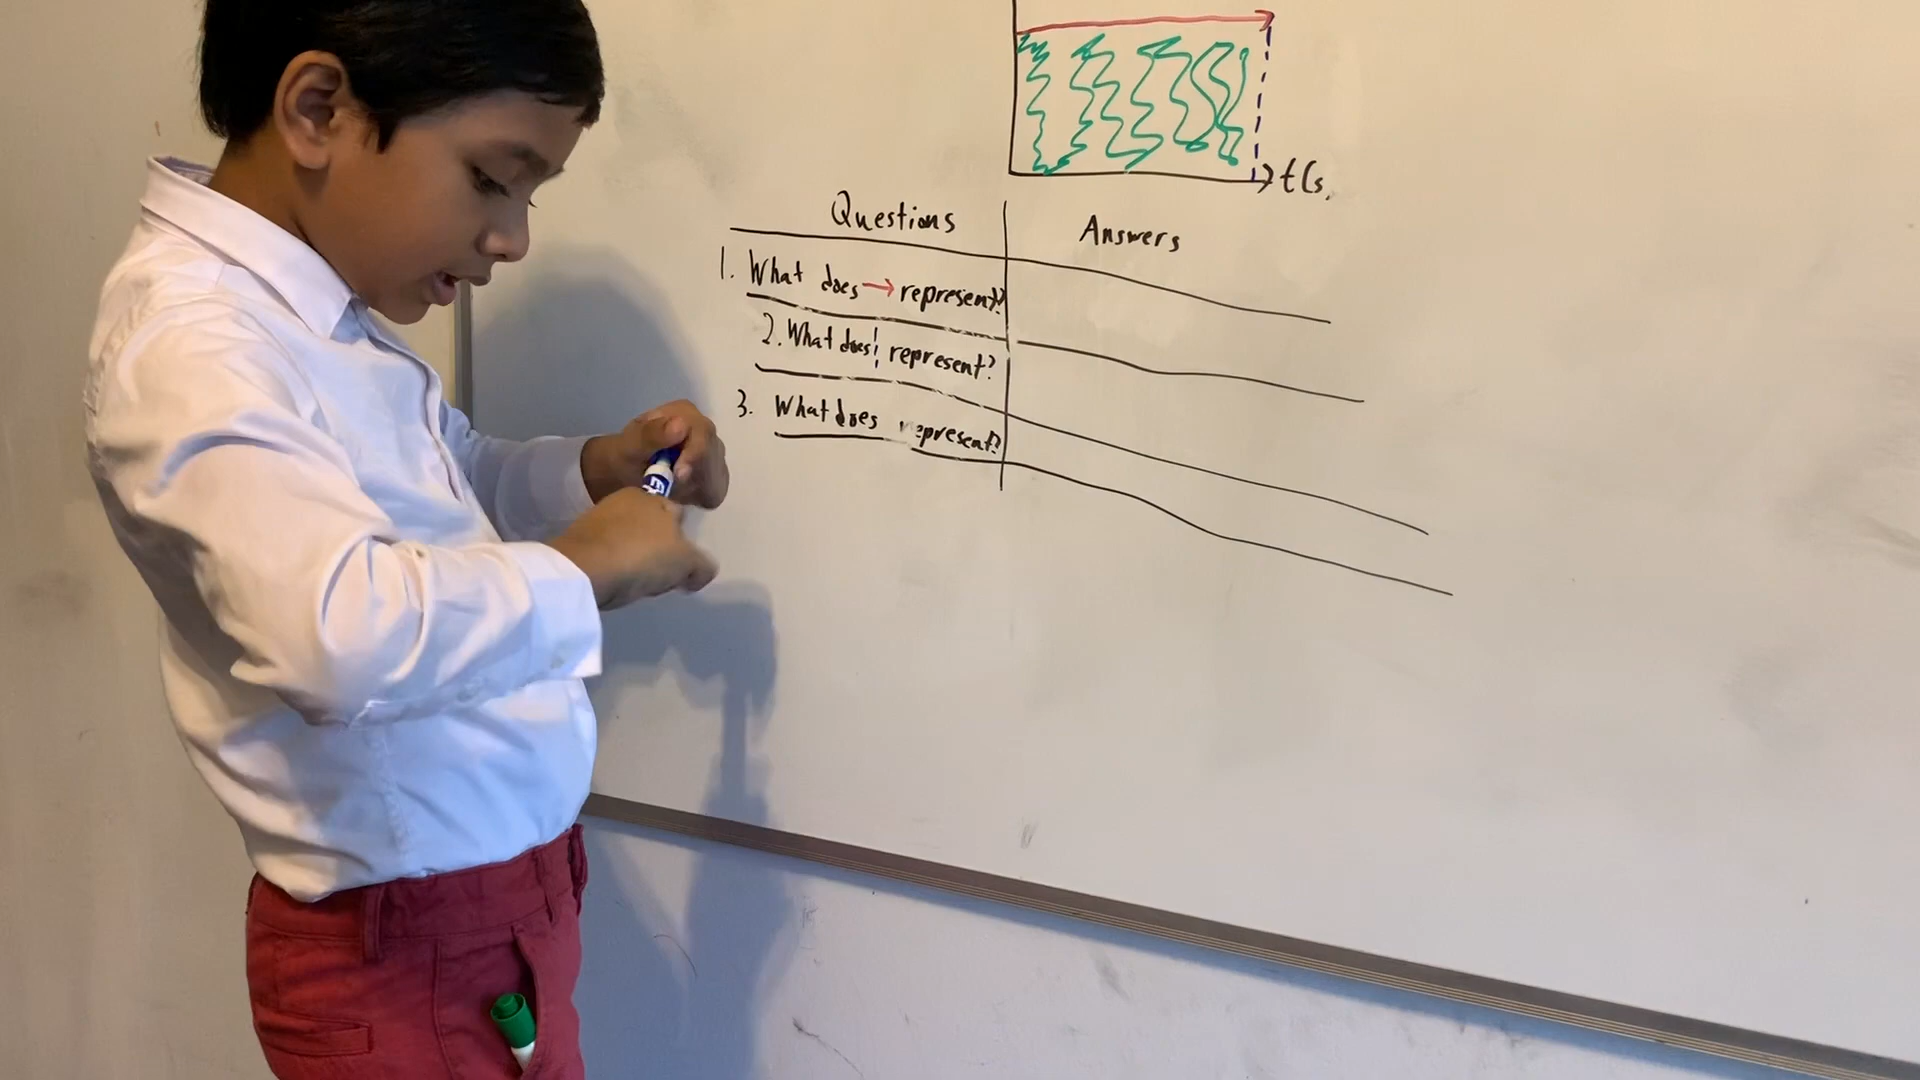 t(s.
Questions
Answers
1. What does → represent?
2. What does ¦ represent?
3. What does represent?